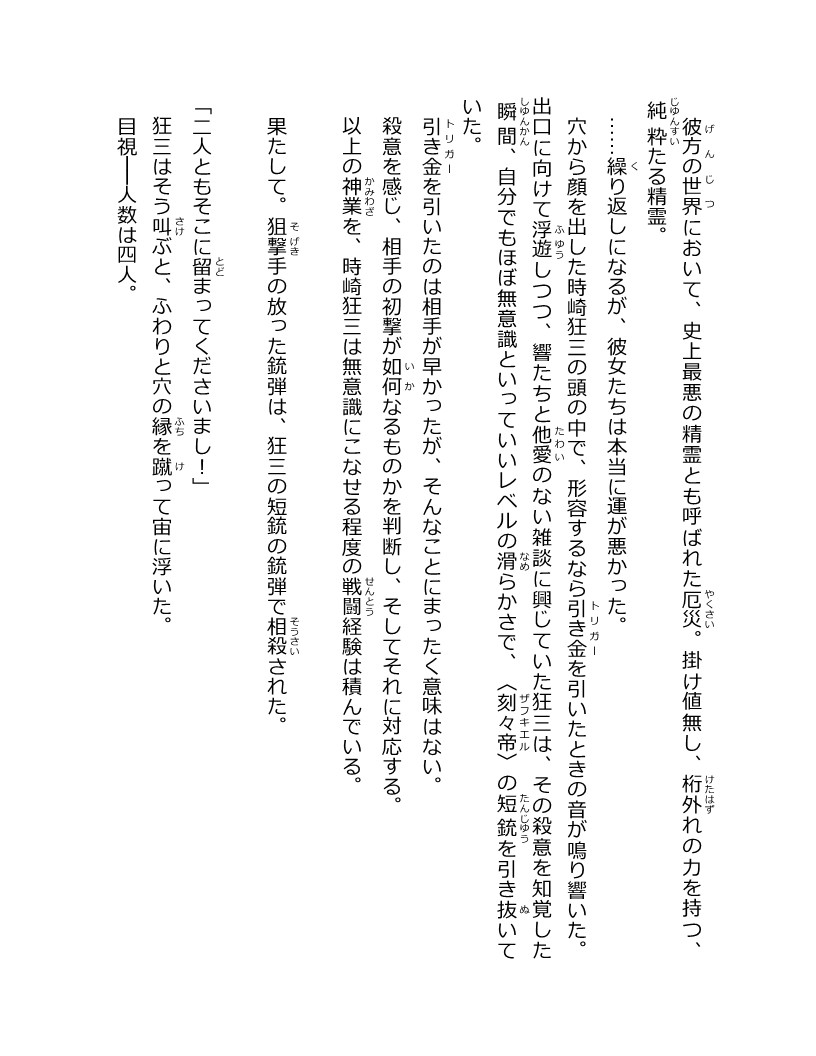 彼方の世界において、史上最悪の精霊とも呼ばれた厄災。掛け値無し、桁外れの力を持つ、
純粋たる精霊。
……繰り返しになるが、彼女たちは本当に運が悪かった。
穴から顔を出した時崎狂三の頭の中で、形容するなら引き金を引いたときの音が鳴り響いた。
出口に向けて浮遊しつつ、響たちと他愛のない雑談に興じていた狂三は、その殺意を知覚した
瞬間、自分でもほぼ無意識といっていいレベルの滑らかさで、〈刻々帝〉の短銃を引き抜いて
いた。
引き金を引いたのは相手が早かったが、そんなことにまったく意味はない。
殺意を感じ、相手の初撃が如何なるものかを判断し、そしてそれに対応する。
以上の神業を、時崎狂三は無意識にこなせる程度の戦闘経験は積んでいる。
果たして。狙撃手の放った銃弾は、狂三の短銃の銃弾で相殺された。
「二人ともそこに留まってくださいまし！」
狂三はそう叫ぶと、ふわりと穴の縁を蹴って宙に浮いた。
目視――人数は四人。